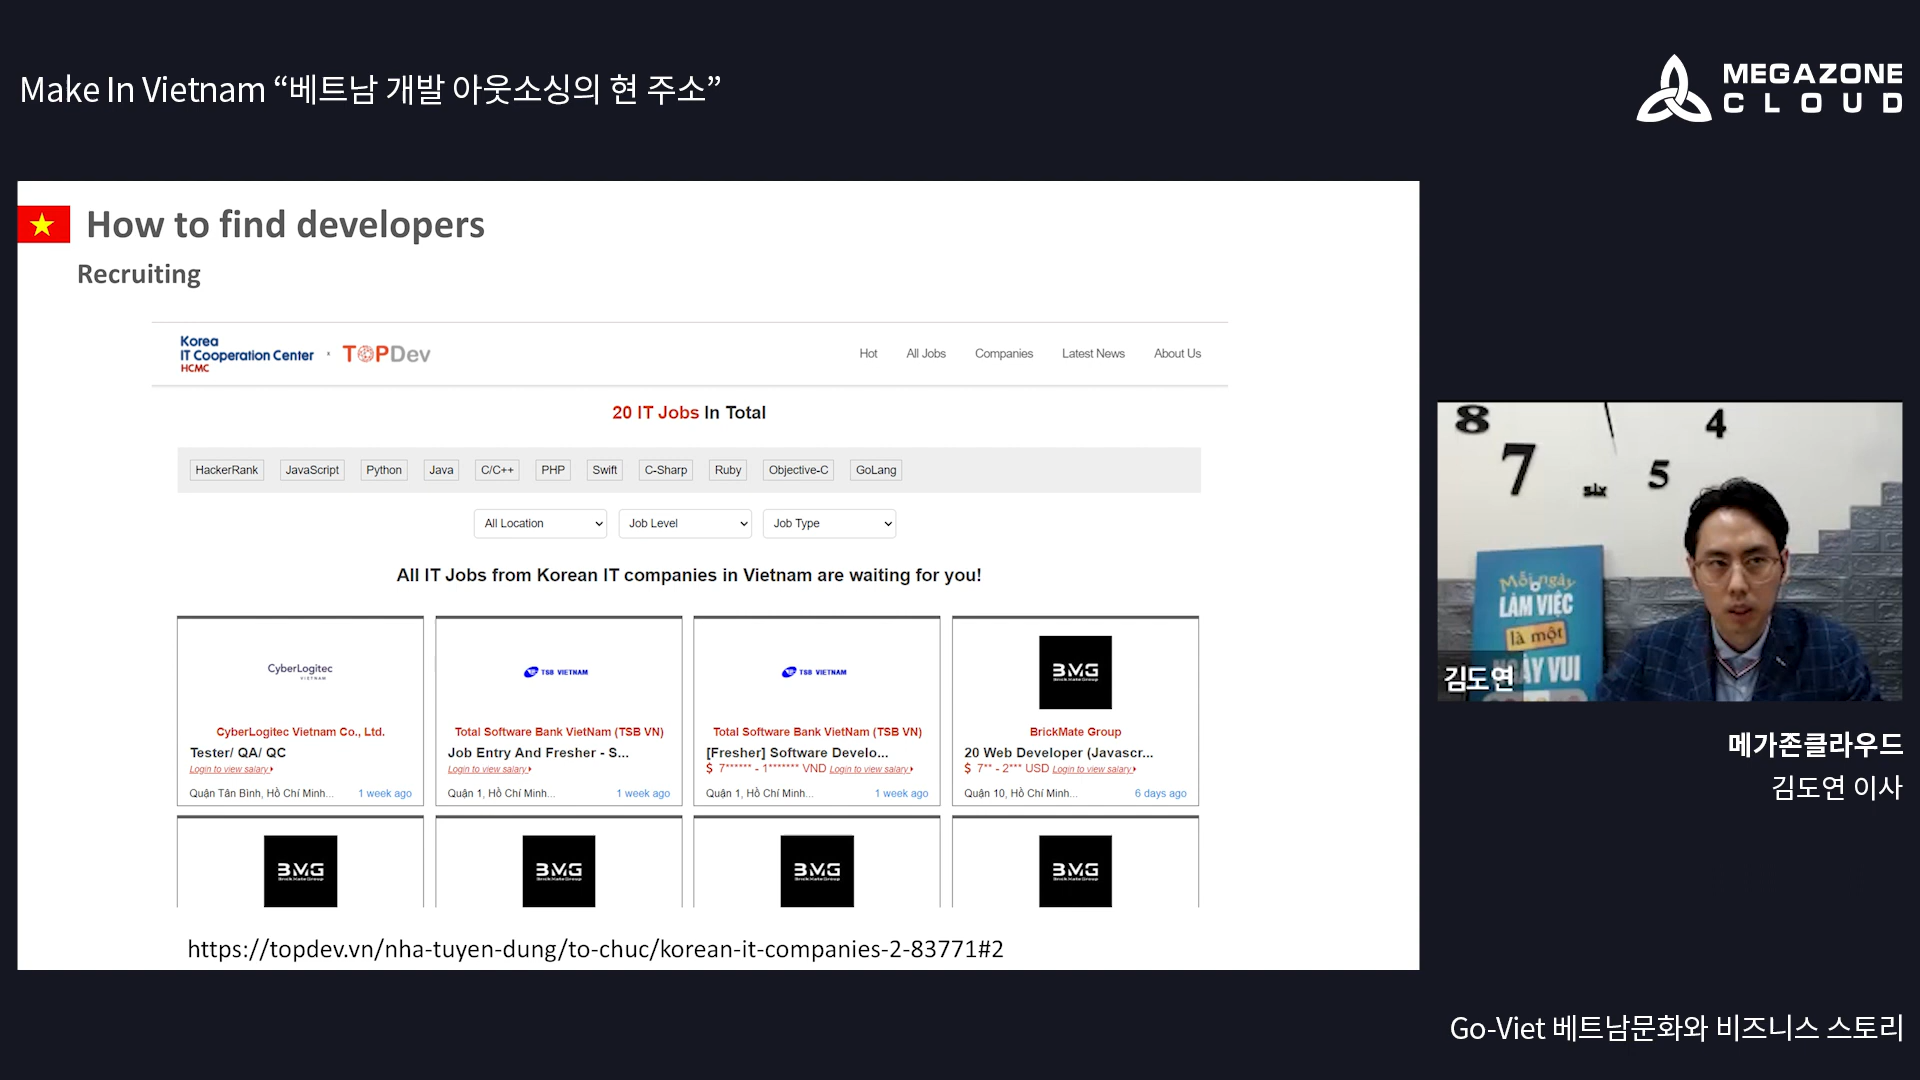 Make In Vietnam “베트남 개발 아웃소싱의 현 주소”
MEGAZONE
CLOUD
How to find developers
Recruiting
Korea
IT Cooperation Center
HCMC
x
TOPDev
Hot
All Jobs
Companies
Latest News
About Us
20 IT Jobs In Total
HackerRank
JavaScript
Python
Java
C/C++
PHP
Swift
C-Sharp
Ruby
Objective-C
GoLang
All Location
Job Level
Job Type
All IT Jobs from Korean IT companies in Vietnam are waiting for you!
CyberLogitec
VIETNAM
CyberLogitec Vietnam Co., Ltd.
Tester/ QA/ QC
Login to view salary
Quận Tân Bình, Hồ Chí Minh...
1 week ago
TSB VIETNAM
Total Software Bank VietNam (TSB VN)
Job Entry And Fresher - S...
Login to view salary
Quận 1, Hồ Chí Minh...
1 week ago
TSB VIETNAM
Total Software Bank VietNam (TSB VN)
[Fresher] Software Develo...
$ 7****** - 1******* VND Login to view salary
Quận 1, Hồ Chí Minh...
1 week ago
BMG
BrickMate Group
BrickMate Group
20 Web Developer (Javascr...
$ 7** - 2*** USD Login to view salary
Quận 10, Hồ Chí Minh...
6 days ago
BMG
BrickMate Group
BMG
BrickMate Group
BMG
BrickMate Group
BMG
BrickMate Group
https://topdev.vn/nha-tuyen-dung/to-chuc/korean-it-companies-2-83771#2
8
4
7
5
six
Mỗi ngày
LÀM VIỆC
là một
NGÀY VUI
김도연
메가존클라우드
김도연 이사
Go-Viet 베트남문화와 비즈니스 스토리